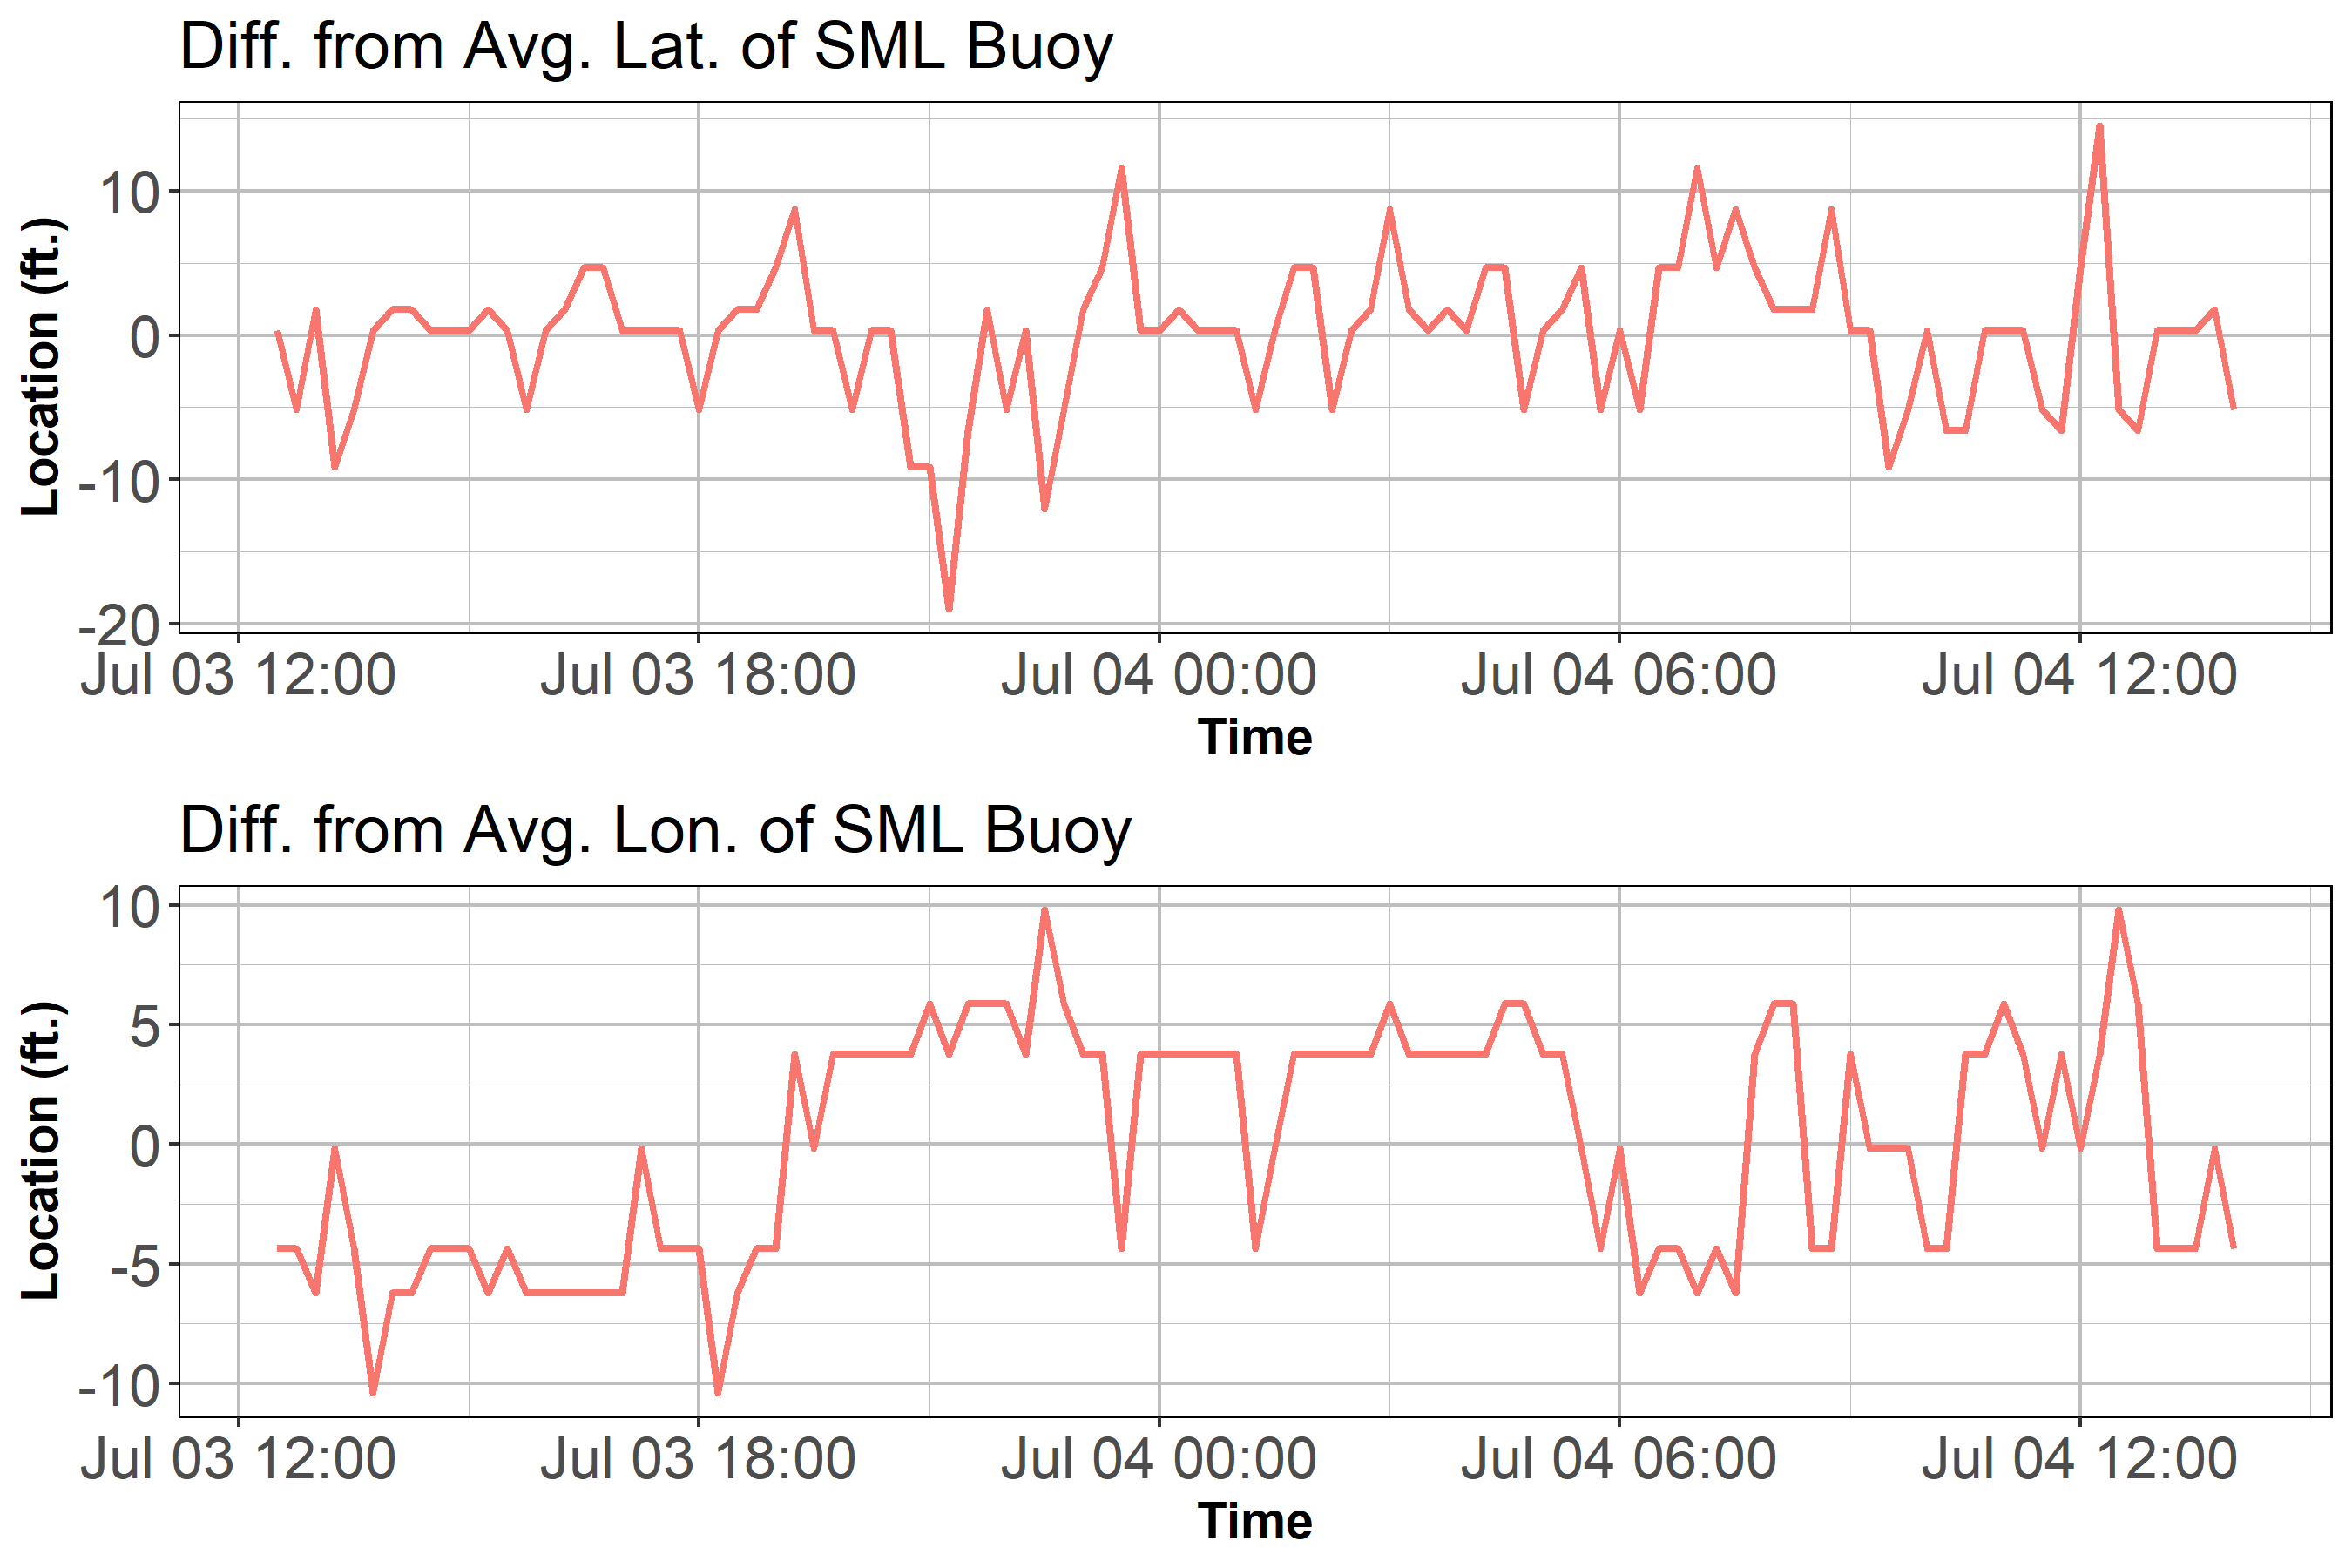 Diff. from Avg. Lat. of SML Buoy
Location (ft.)
10
0
-10
-20
Jul 03 12:00 Jul 03 18:00 Jul 04 00:00 Jul 04 06:00 Jul 04 12:00
Time
Diff. from Avg. Lon. of SML Buoy
Location (ft.)
10
5
0
-5
-10
Jul 03 12:00 Jul 03 18:00 Jul 04 00:00 Jul 04 06:00 Jul 04 12:00
Time